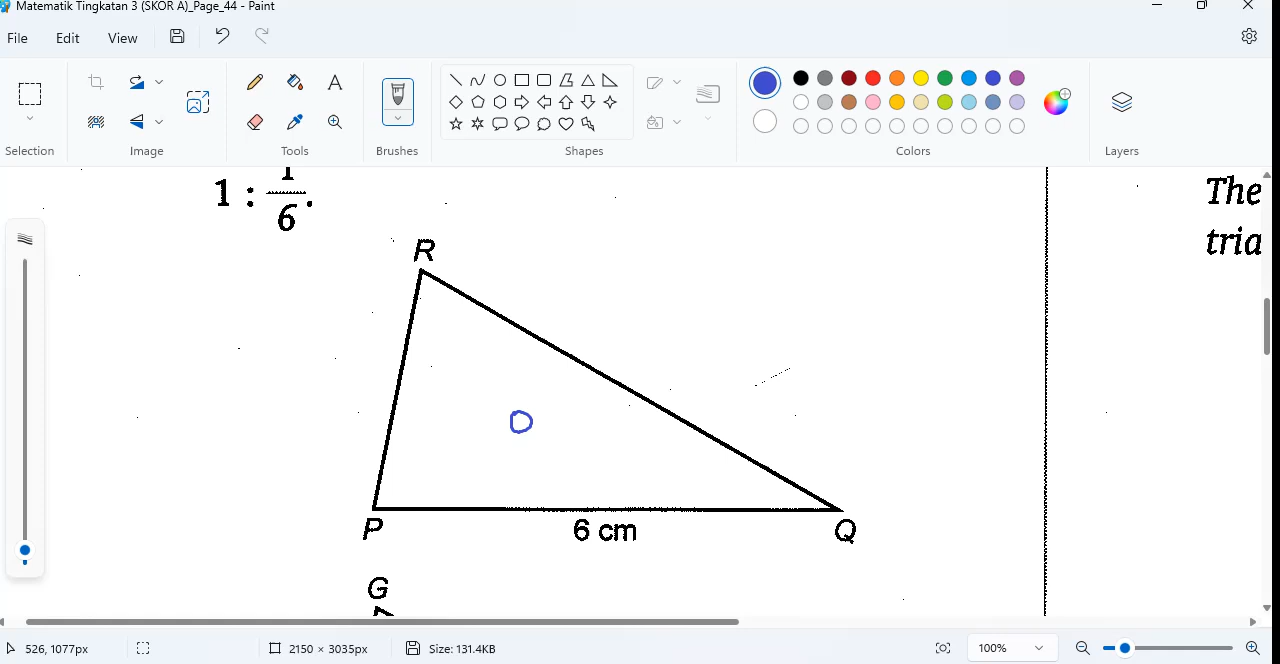 Matematik Tingkatan 3 (SKOR A)_Page_44 - Paint
File Edit View
Selection Image Tools Brushes Shapes Colors Layers
1 : 1/6.
The
tria
R
P 6 cm Q
G
526, 1077px 2150 × 3035px Size: 131.4KB 100%